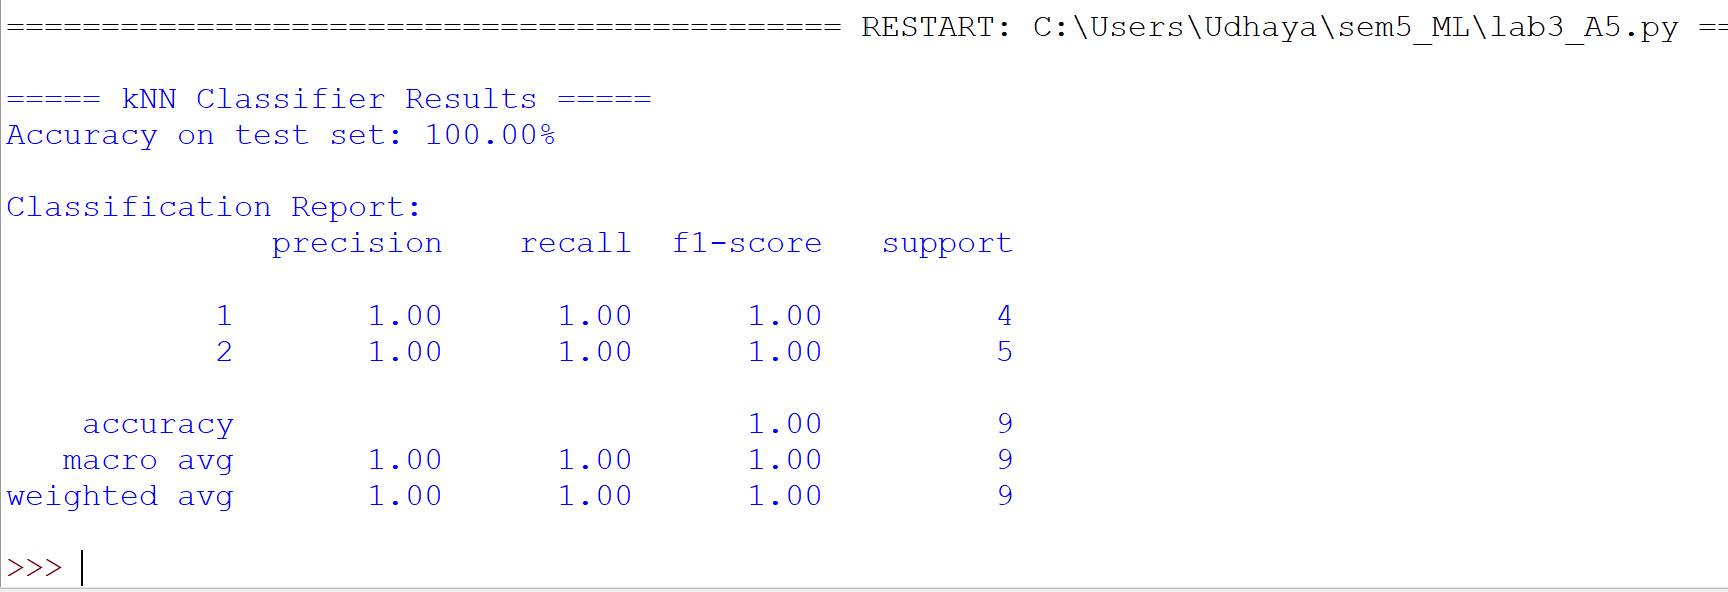 ============================================ RESTART: C:\Users\Udhaya\sem5_ML\lab3_A5.py ==
===== kNN Classifier Results =====
Accuracy on test set: 100.00%
Classification Report:
              precision    recall  f1-score   support
           1       1.00      1.00      1.00         4
           2       1.00      1.00      1.00         5
    accuracy                           1.00         9
   macro avg       1.00      1.00      1.00         9
weighted avg       1.00      1.00      1.00         9
>>>